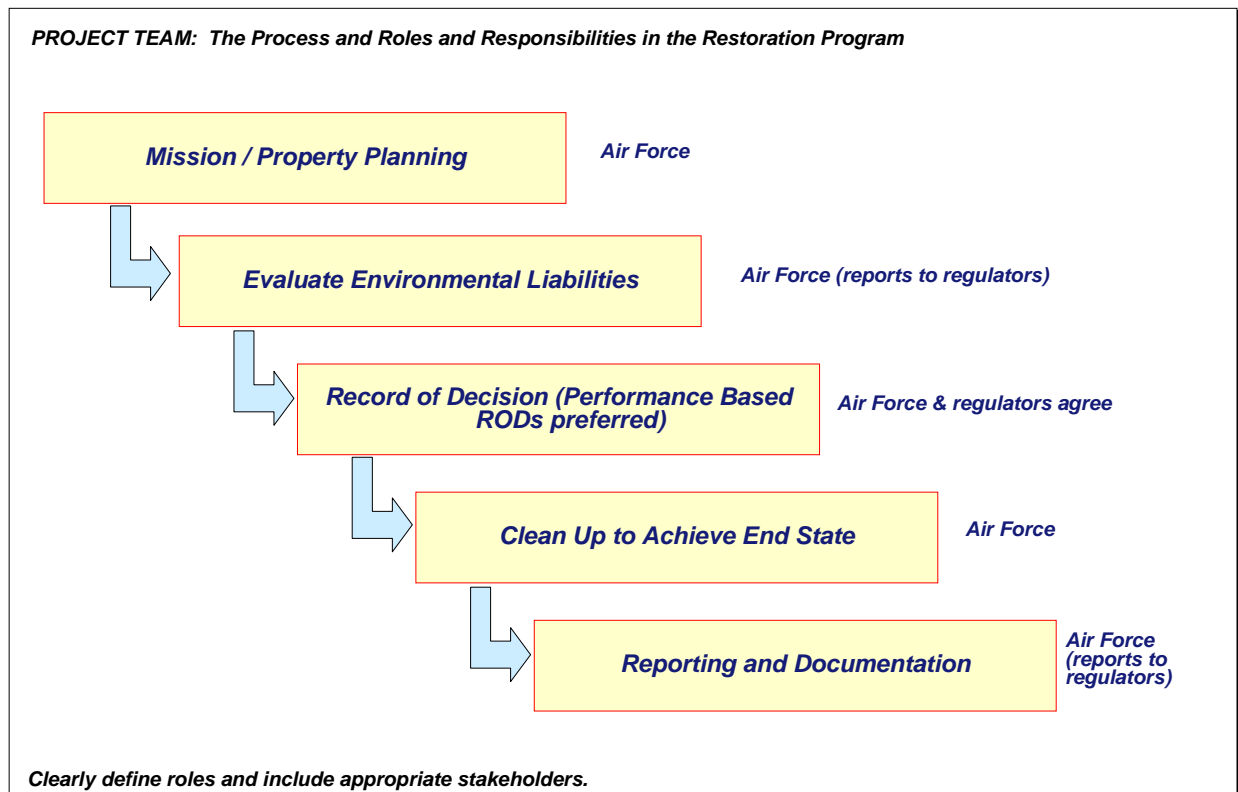 PROJECT TEAM: The Process and Roles and Responsibilities in the Restoration Program
Mission / Property Planning
Air Force
Evaluate Environmental Liabilities
Air Force (reports to regulators)
Record of Decision (Performance Based
RODs preferred)
Air Force & regulators agree
Clean Up to Achieve End State
Air Force
Reporting and Documentation
Air Force
(reports to
regulators)
Clearly define roles and include appropriate stakeholders.